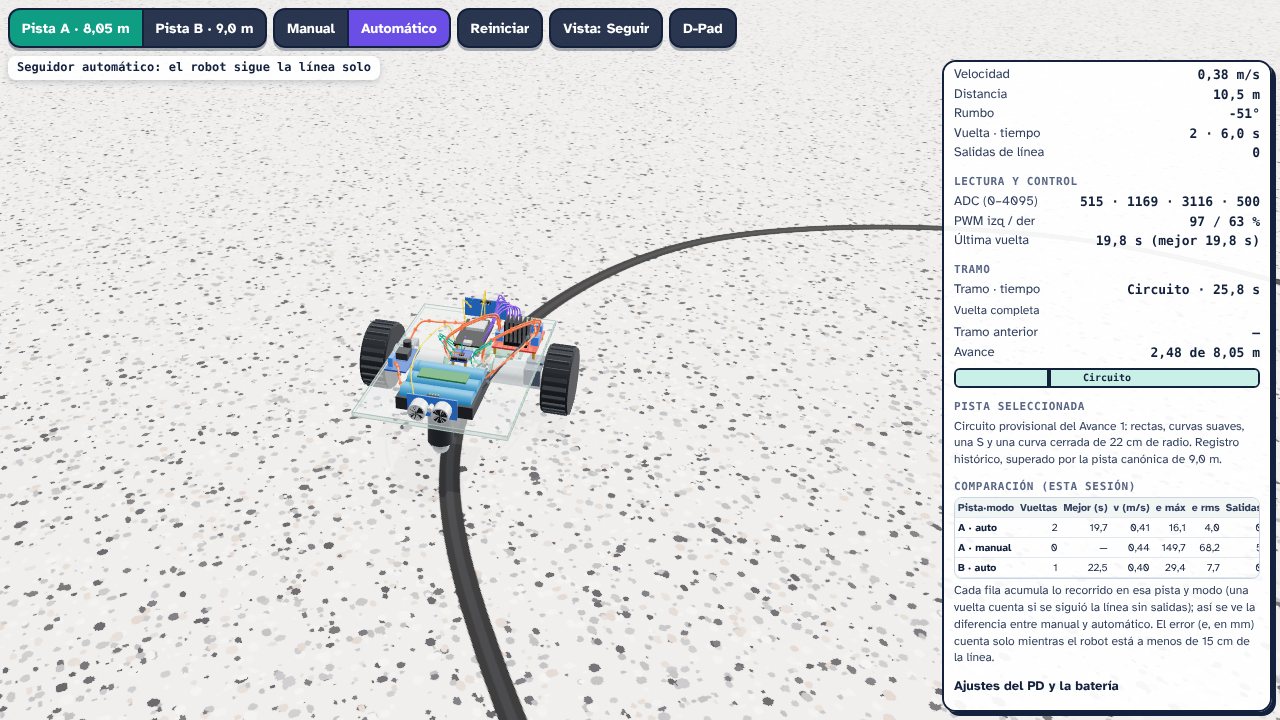 Pista A · 8,05 m
Pista B · 9,0 m
Manual
Automático
Reiniciar
Vista: Seguir
D-Pad
Seguidor automático: el robot sigue la línea solo
Velocidad 0,38 m/s
Distancia 10,5 m
Rumbo -51°
Vuelta · tiempo 2 · 6,0 s
Salidas de línea 0
LECTURA Y CONTROL
ADC (0–4095) 515 · 1169 · 3116 · 500
PWM izq / der 97 / 63 %
Última vuelta 19,8 s (mejor 19,8 s)
TRAMO
Tramo · tiempo Circuito · 25,8 s
Vuelta completa
Tramo anterior —
Avance 2,48 de 8,05 m
Circuito
PISTA SELECCIONADA
Circuito provisional del Avance 1: rectas, curvas suaves,
una S y una curva cerrada de 22 cm de radio. Registro
histórico, superado por la pista canónica de 9,0 m.
COMPARACIÓN (ESTA SESIÓN)
Pista·modo Vueltas Mejor (s) v (m/s) e máx e rms Salidas
A · auto 2 19,7 0,41 16,1 4,0
A · manual 0 — 0,44 149,7 68,2
B · auto 1 22,5 0,40 29,4 7,7
Cada fila acumula lo recorrido en esa pista y modo (una
vuelta cuenta si se siguió la línea sin salidas); así se ve la
diferencia entre manual y automático. El error (e, en mm)
cuenta solo mientras el robot está a menos de 15 cm de
la línea.
Ajustes del PD y la batería